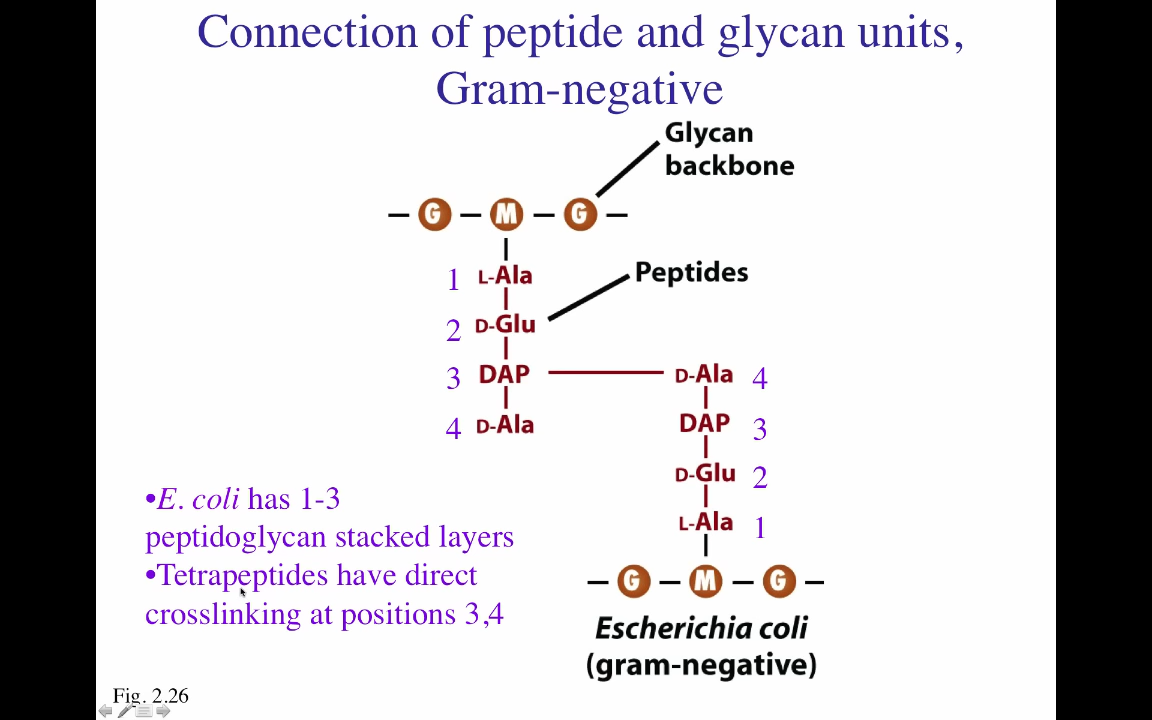 Connection of peptide and glycan units,
Gram-negative
Glycan
backbone
– G – M – G –
1 L-Ala
Peptides
2 D-Glu
3 DAP
D-Ala 4
4 D-Ala
DAP 3
D-Glu 2
L-Ala 1
– G – M – G –
•E. coli has 1-3
peptidoglycan stacked layers
•Tetrapeptides have direct
crosslinking at positions 3,4
Escherichia coli
(gram-negative)
Fig. 2.26